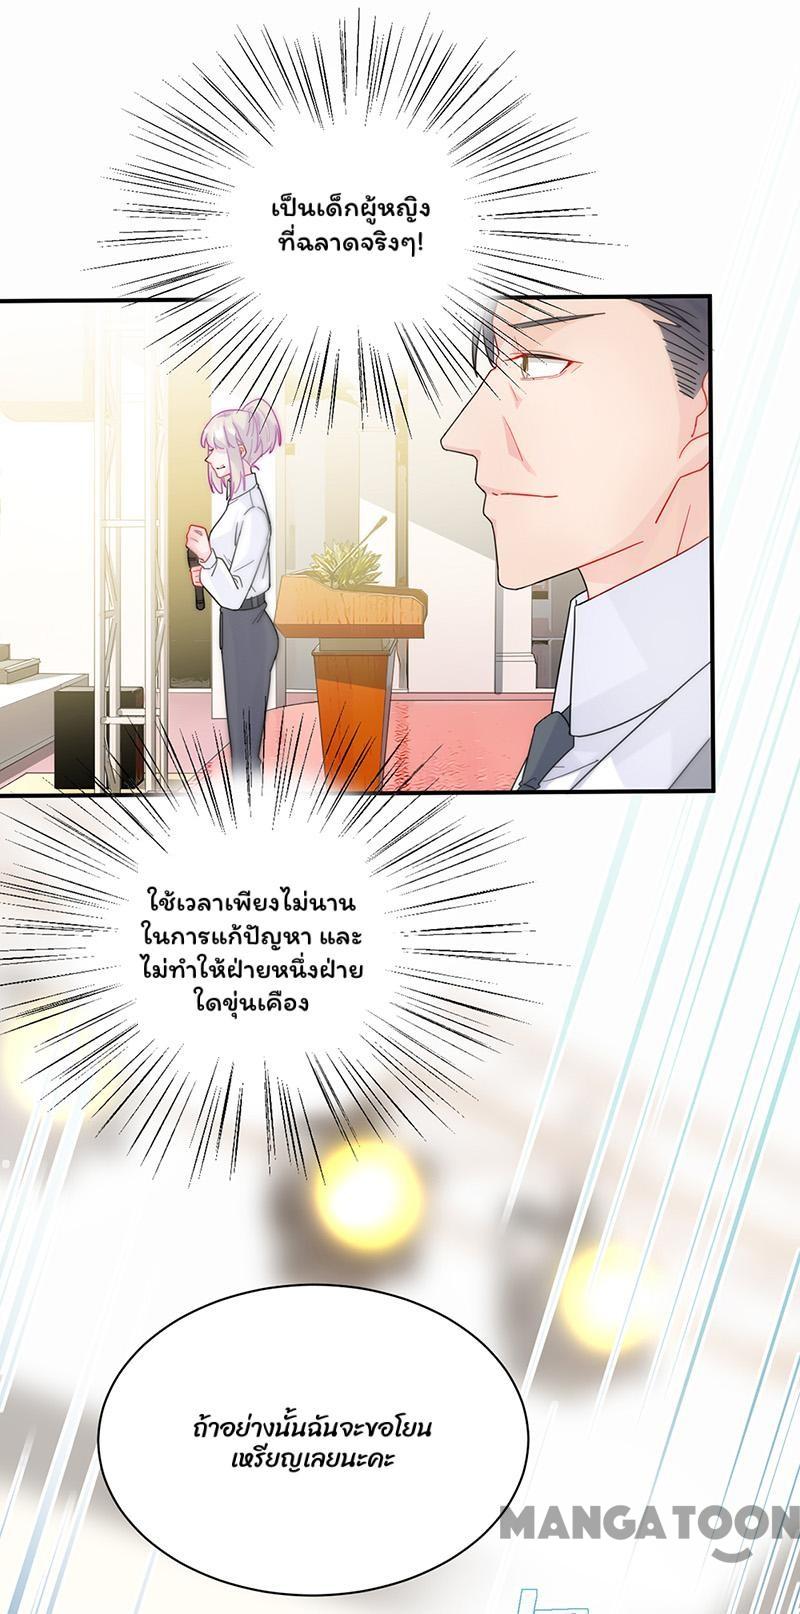 เป็นเด็กผู้หญิง
ที่ฉลาดจริงๆ!
ใช้เวลาเพียงไม่นาน
ในการแก้ปัญหา และ
ไม่ทำให้ฝ่ายหนึ่งฝ่าย
ใดขุ่นเคือง
ถ้าอย่างนั้นฉันจะขอโยน
เหรียญเลยนะคะ
MANGATOON